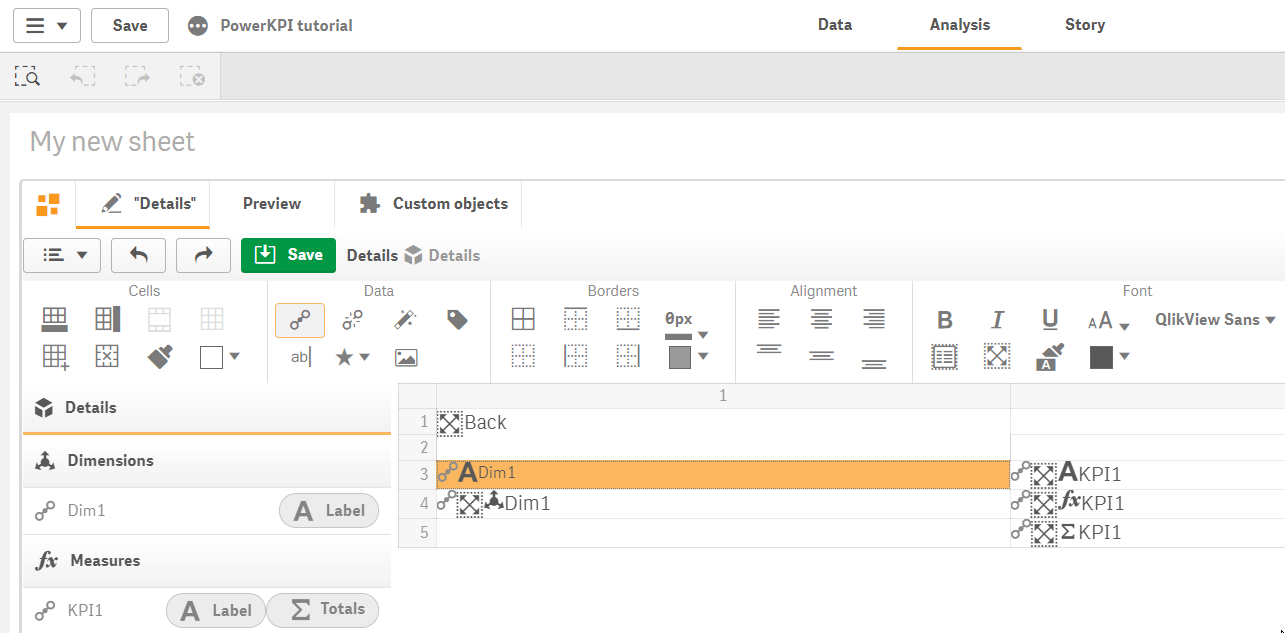 Save PowerKPI tutorial Data Analysis Story
My new sheet
"Details" Preview Custom objects
Save Details Details
Cells Data Borders Alignment Font
0px B I U AA QlikView Sans
ab| A
Details
1
1 Back
2
Dimensions
3 A Dim1 A KPI1
4 Dim1 fx KPI1
Dim1 A Label
5 Σ KPI1
fx Measures
KPI1 A Label Σ Totals